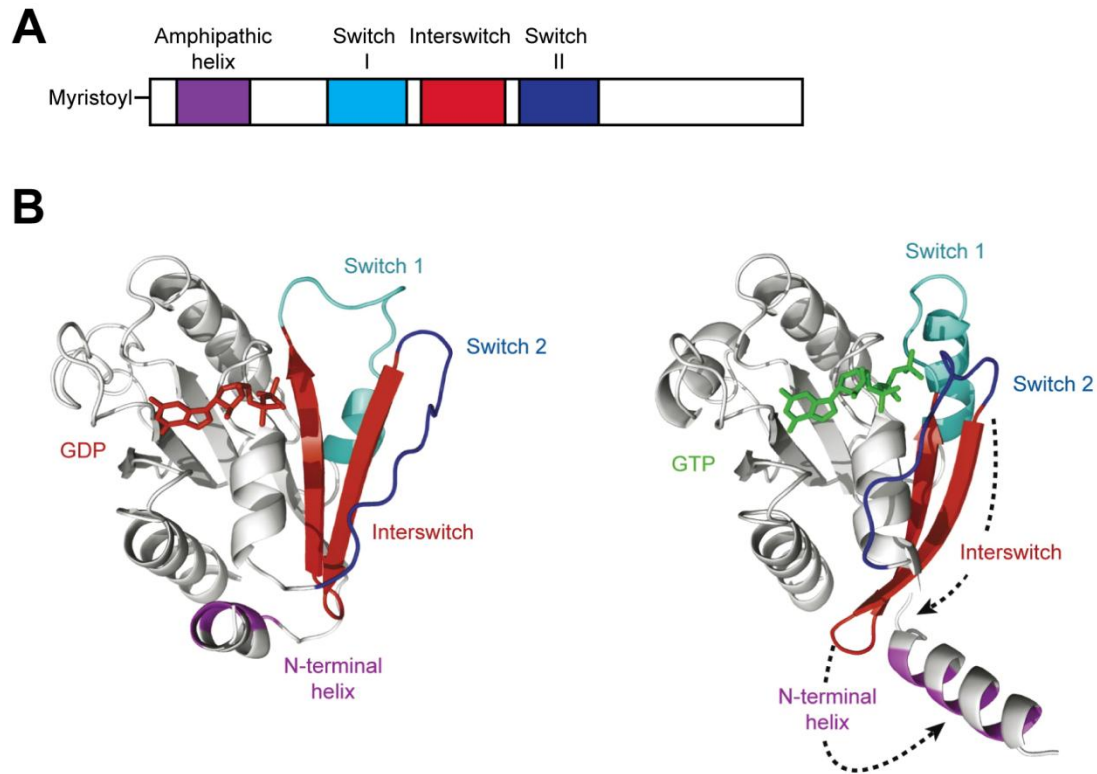 A
Amphipathic helix
Switch I
Interswitch
Switch II
Myristoyl
B
Switch 1
Switch 2
GDP
Interswitch
N-terminal
helix
Switch 1
Switch 2
GTP
Interswitch
N-terminal
helix